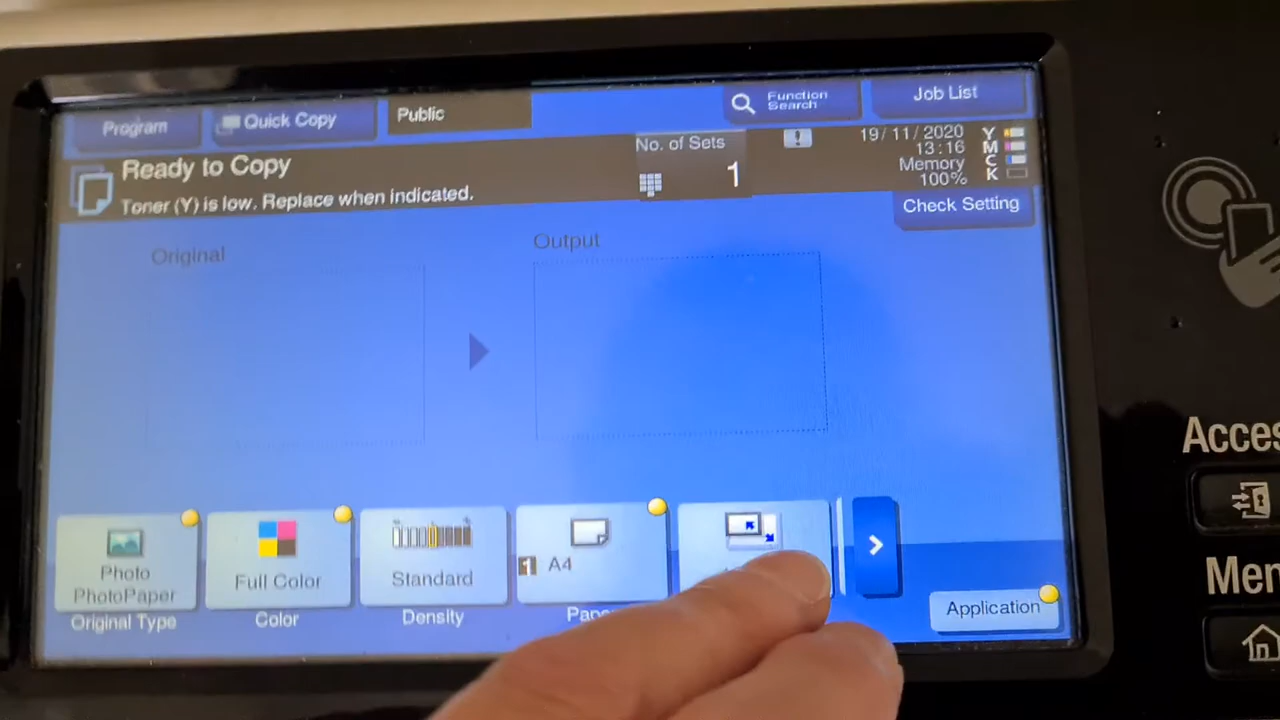 Program
Quick Copy
Public
Function
Search
Job List
Ready to Copy
No. of Sets
1
19/11/2020
13:16
Memory
100%
Y
M
C
K
Toner (Y) is low. Replace when indicated.
Check Setting
Original
Output
Photo
PhotoPaper
Original Type
Full Color
Color
Standard
Density
1 A4
Application